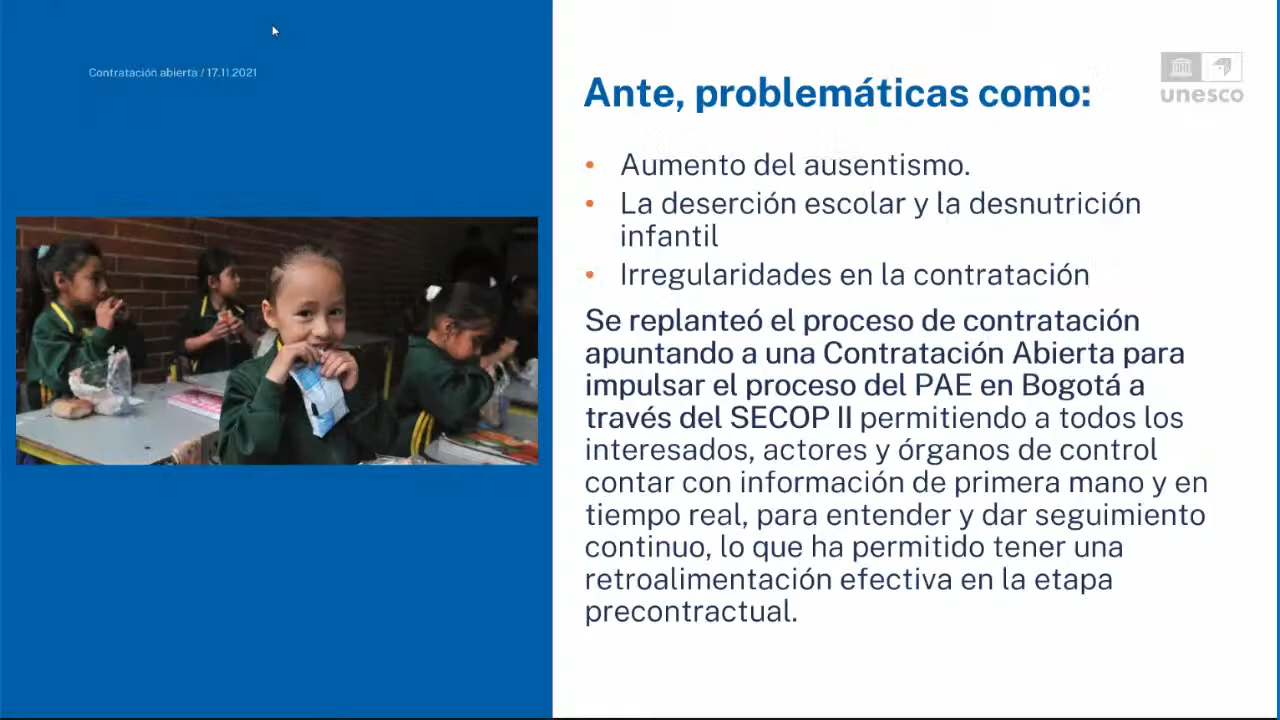 Contratación abierta / 17.11.2021
Ante, problemáticas como:
unesco
• Aumento del ausentismo.
• La deserción escolar y la desnutrición
infantil
• Irregularidades en la contratación
Se replanteó el proceso de contratación
apuntando a una Contratación Abierta para
impulsar el proceso del PAE en Bogotá a
través del SECOP II permitiendo a todos los
interesados, actores y órganos de control
contar con información de primera mano y en
tiempo real, para entender y dar seguimiento
continuo, lo que ha permitido tener una
retroalimentación efectiva en la etapa
precontractual.